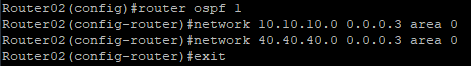 Router02(config)#router ospf 1
Router02(config-router)#network 10.10.10.0 0.0.0.3 area 0
Router02(config-router)#network 40.40.40.0 0.0.0.3 area 0
Router02(config-router)#exit